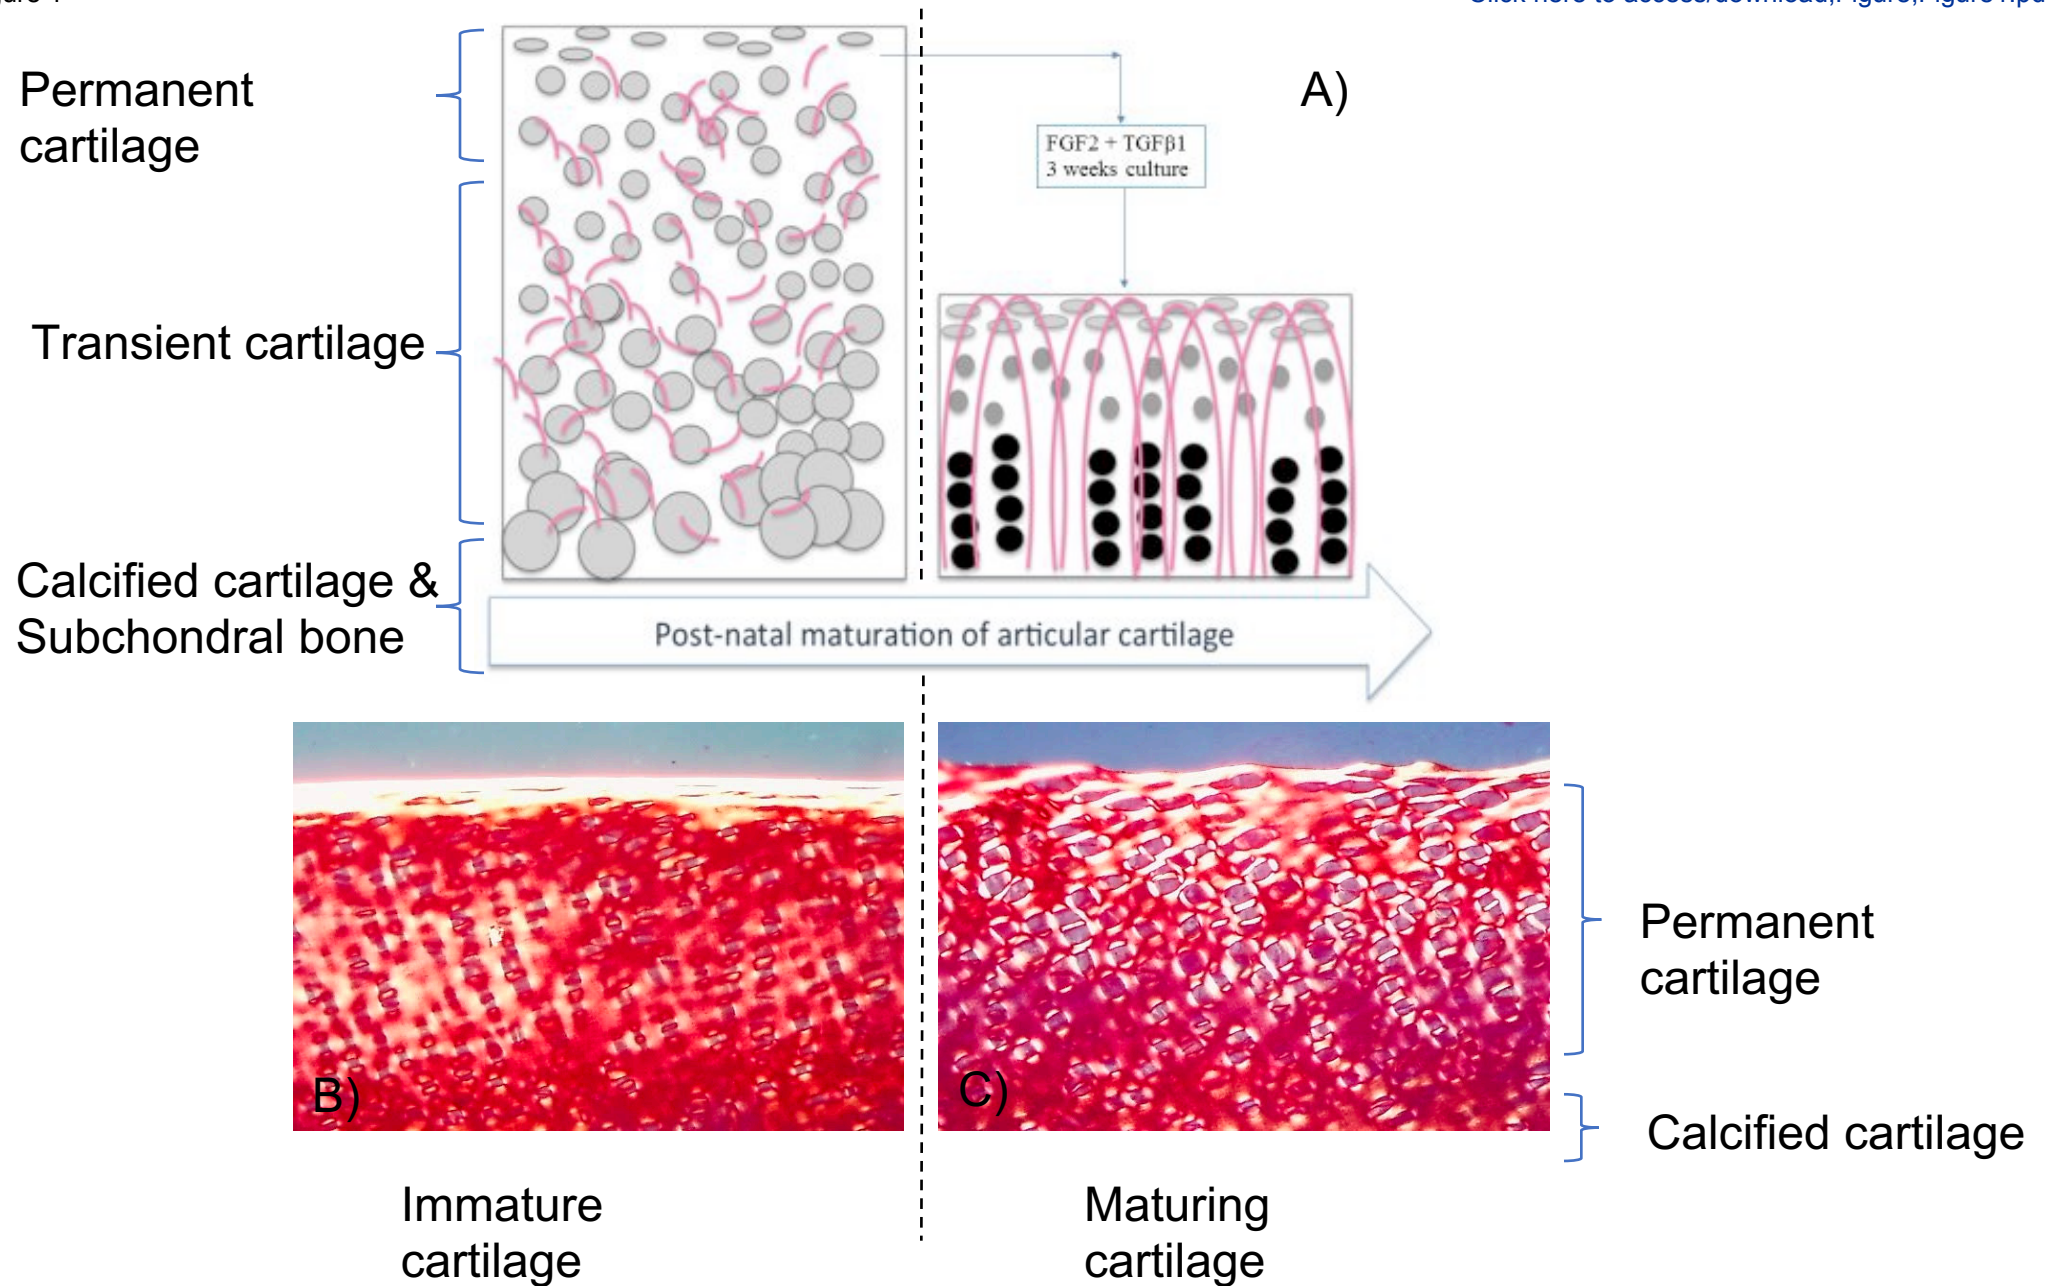 A)
Permanent
cartilage
FGF2 + TGFβ1
3 weeks culture
Transient cartilage
Calcified cartilage &
Subchondral bone
Post-natal maturation of articular cartilage
B)
C)
Permanent
cartilage
Calcified cartilage
Immature
cartilage
Maturing
cartilage